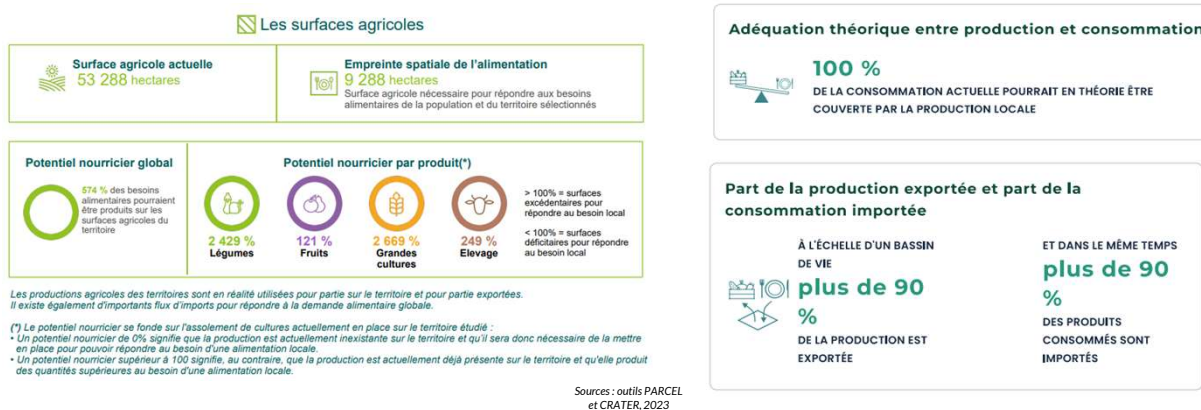 Les surfaces agricoles
Surface agricole actuelle
53 288 hectares
Empreinte spatiale de l'alimentation
9 288 hectares
Surface agricole nécessaire pour répondre aux besoins
alimentaires de la population et du territoire sélectionnés
Potentiel nourricier global
574 % des besoins
alimentaires pourraient
être produits sur les
surfaces agricoles du
territoire
Potentiel nourricier par produit(*)
2 429 %
Légumes
121 %
Fruits
2 669 %
Grandes
cultures
249 %
Elevage
> 100% = surfaces
excédentaires pour
répondre au besoin local
< 100% = surfaces
déficitaires pour répondre
au besoin local
Les productions agricoles des territoires sont en réalité utilisées pour partie sur le territoire et pour partie exportées.
Il existe également d'importants flux d'imports pour répondre à la demande alimentaire globale.
(*) Le potentiel nourricier se fonde sur l'assolement de cultures actuellement en place sur le territoire étudié :
• Un potentiel nourricier de 0% signifie que la production est actuellement inexistante sur le territoire et qu'il sera donc nécessaire de la mettre
en place pour pouvoir répondre au besoin d'une alimentation locale.
• Un potentiel nourricier supérieur à 100 signifie, au contraire, que la production est actuellement déjà présente sur le territoire et qu'elle produit
des quantités supérieures au besoin d'une alimentation locale.
Sources : outils PARCEL
et CRATER, 2023
Adéquation théorique entre production et consommation
100 %
DE LA CONSOMMATION ACTUELLE POURRAIT EN THÉORIE ÊTRE
COUVERTE PAR LA PRODUCTION LOCALE
Part de la production exportée et part de la
consommation importée
À L'ÉCHELLE D'UN BASSIN
DE VIE
plus de 90
%
DE LA PRODUCTION EST
EXPORTÉE
ET DANS LE MÊME TEMPS
plus de 90
%
DES PRODUITS
CONSOMMÉS SONT
IMPORTÉS